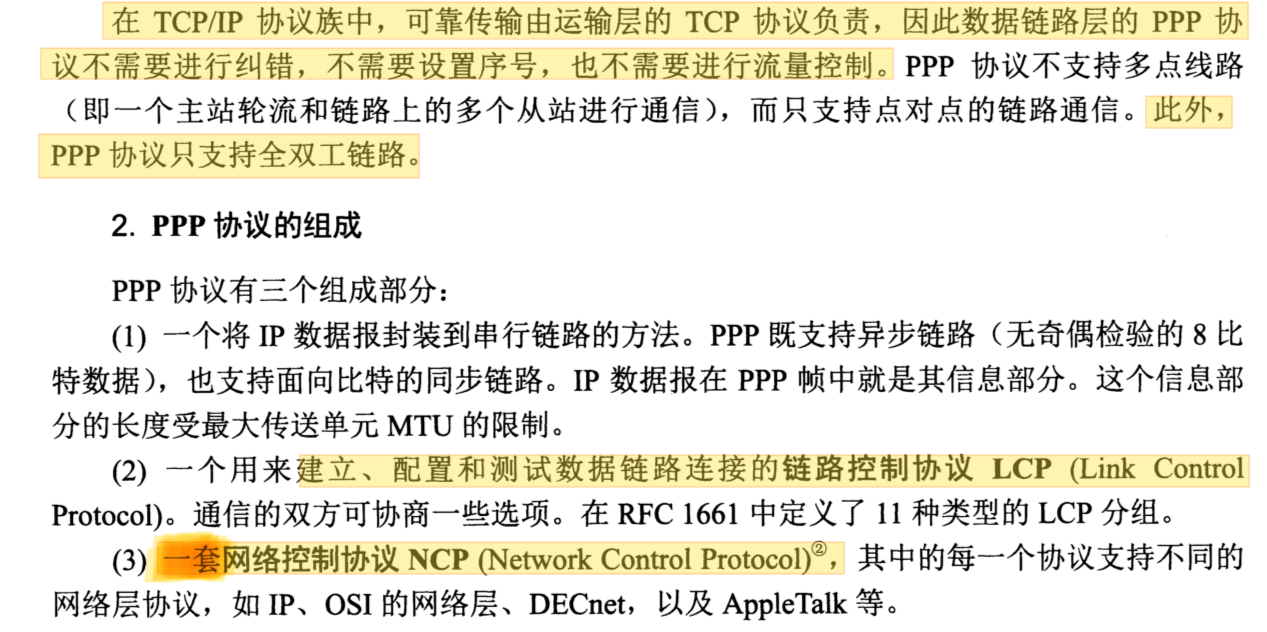 在 TCP/IP 协议族中，可靠传输由运输层的 TCP 协议负责，因此数据链路层的 PPP 协
议不需要进行纠错，不需要设置序号，也不需要进行流量控制。PPP 协议不支持多点线路
（即一个主站轮流和链路上的多个从站进行通信），而只支持点对点的链路通信。此外，
PPP 协议只支持全双工链路。
2. PPP 协议的组成
PPP 协议有三个组成部分：
(1) 一个将 IP 数据报封装到串行链路的方法。PPP 既支持异步链路（无奇偶检验的 8 比
特数据），也支持面向比特的同步链路。IP 数据报在 PPP 帧中就是其信息部分。这个信息部
分的长度受最大传送单元 MTU 的限制。
(2) 一个用来建立、配置和测试数据链路连接的链路控制协议 LCP (Link Control
Protocol)。通信的双方可协商一些选项。在 RFC 1661 中定义了 11 种类型的 LCP 分组。
(3) 一套网络控制协议 NCP (Network Control Protocol)②，其中的每一个协议支持不同的
网络层协议，如 IP、OSI 的网络层、DECnet，以及 AppleTalk 等。